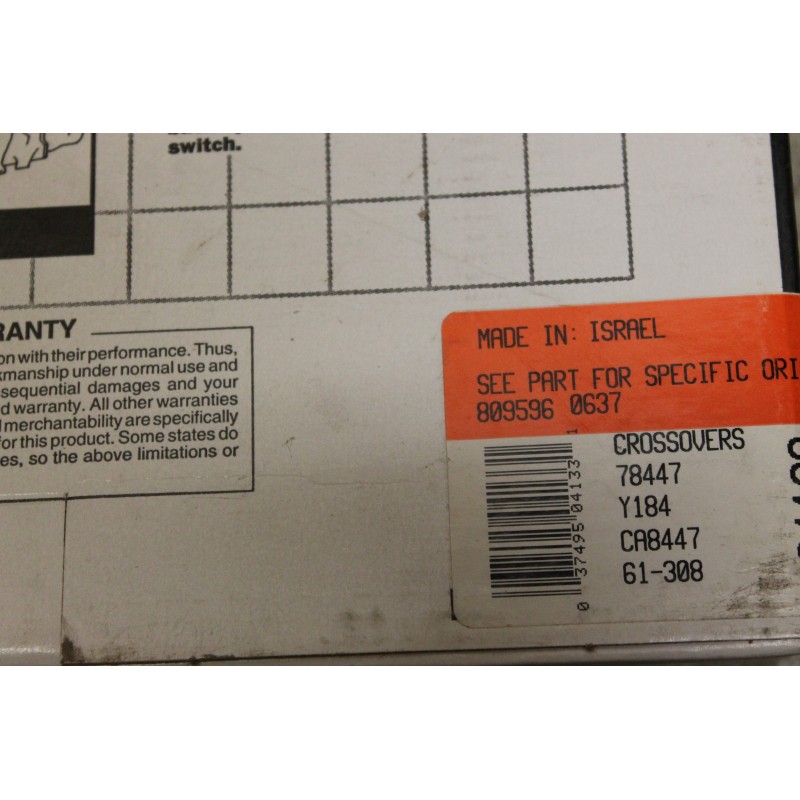 switch.
RANTY
on with their performance. Thus,
kmanship under normal use and
sequential damages and your
d warranty. All other warranties
merchantability are specifically
for this product. Some states do
es, so the above limitations or
MADE IN: ISRAEL
SEE PART FOR SPECIFIC ORI
809596 0637
CROSSOVERS
78447
Y184
CA8447
61-308
0 37495 04133 1